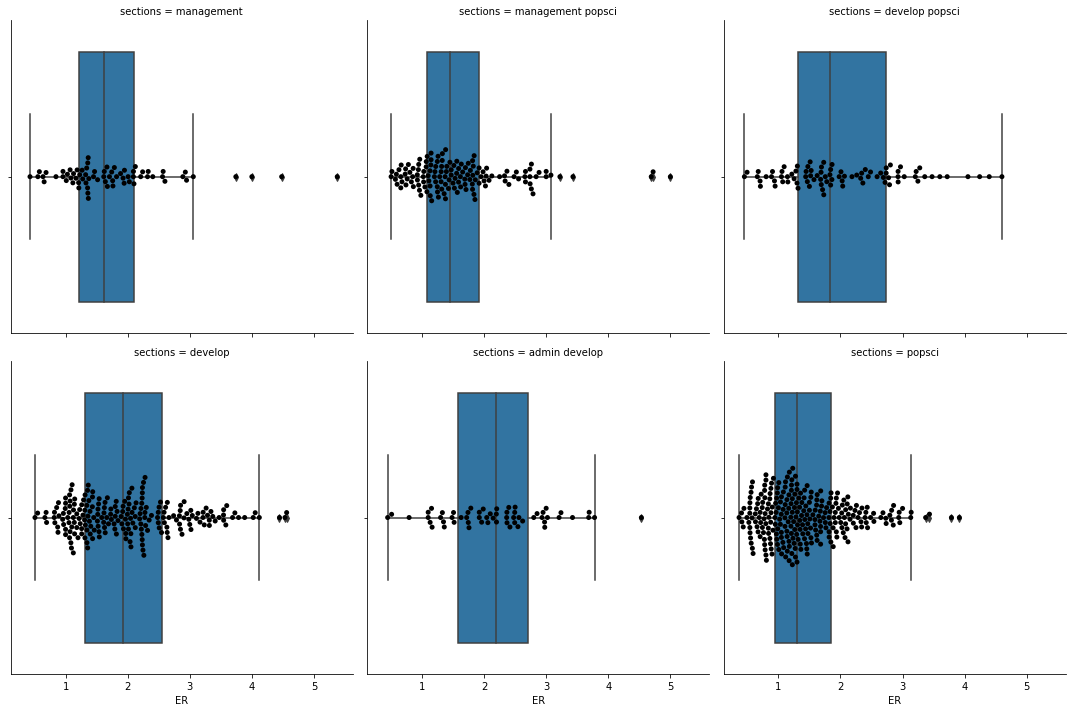 sections = management
sections = management popsci
sections = develop popsci
sections = develop
sections = admin develop
sections = popsci
1 2 3 4 5
1 2 3 4 5
1 2 3 4 5
ER
ER